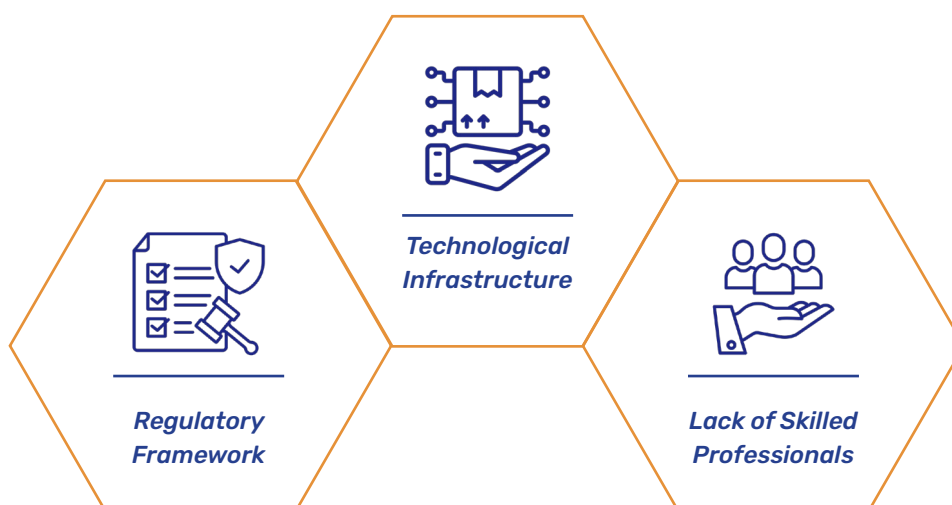 Technological
Infrastructure
Regulatory
Framework
Lack of Skilled
Professionals